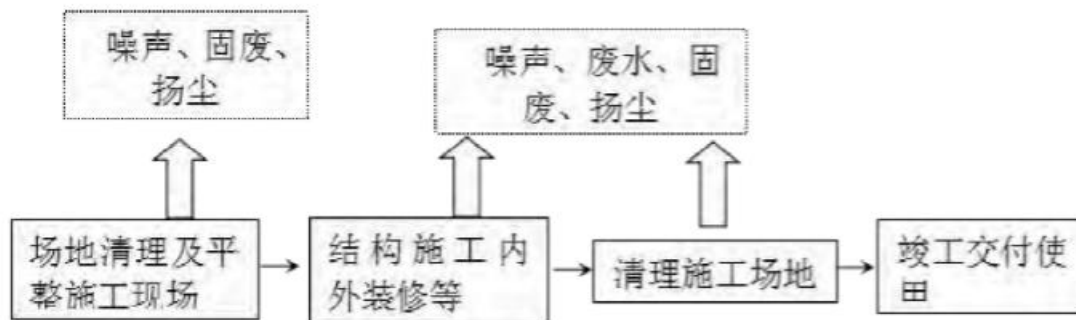 噪声、固废、
扬尘
噪声、废水、固
废、扬尘
场地清理及平
整施工现场
结构施工内
外装修等
清理施工场地
竣工交付使
用